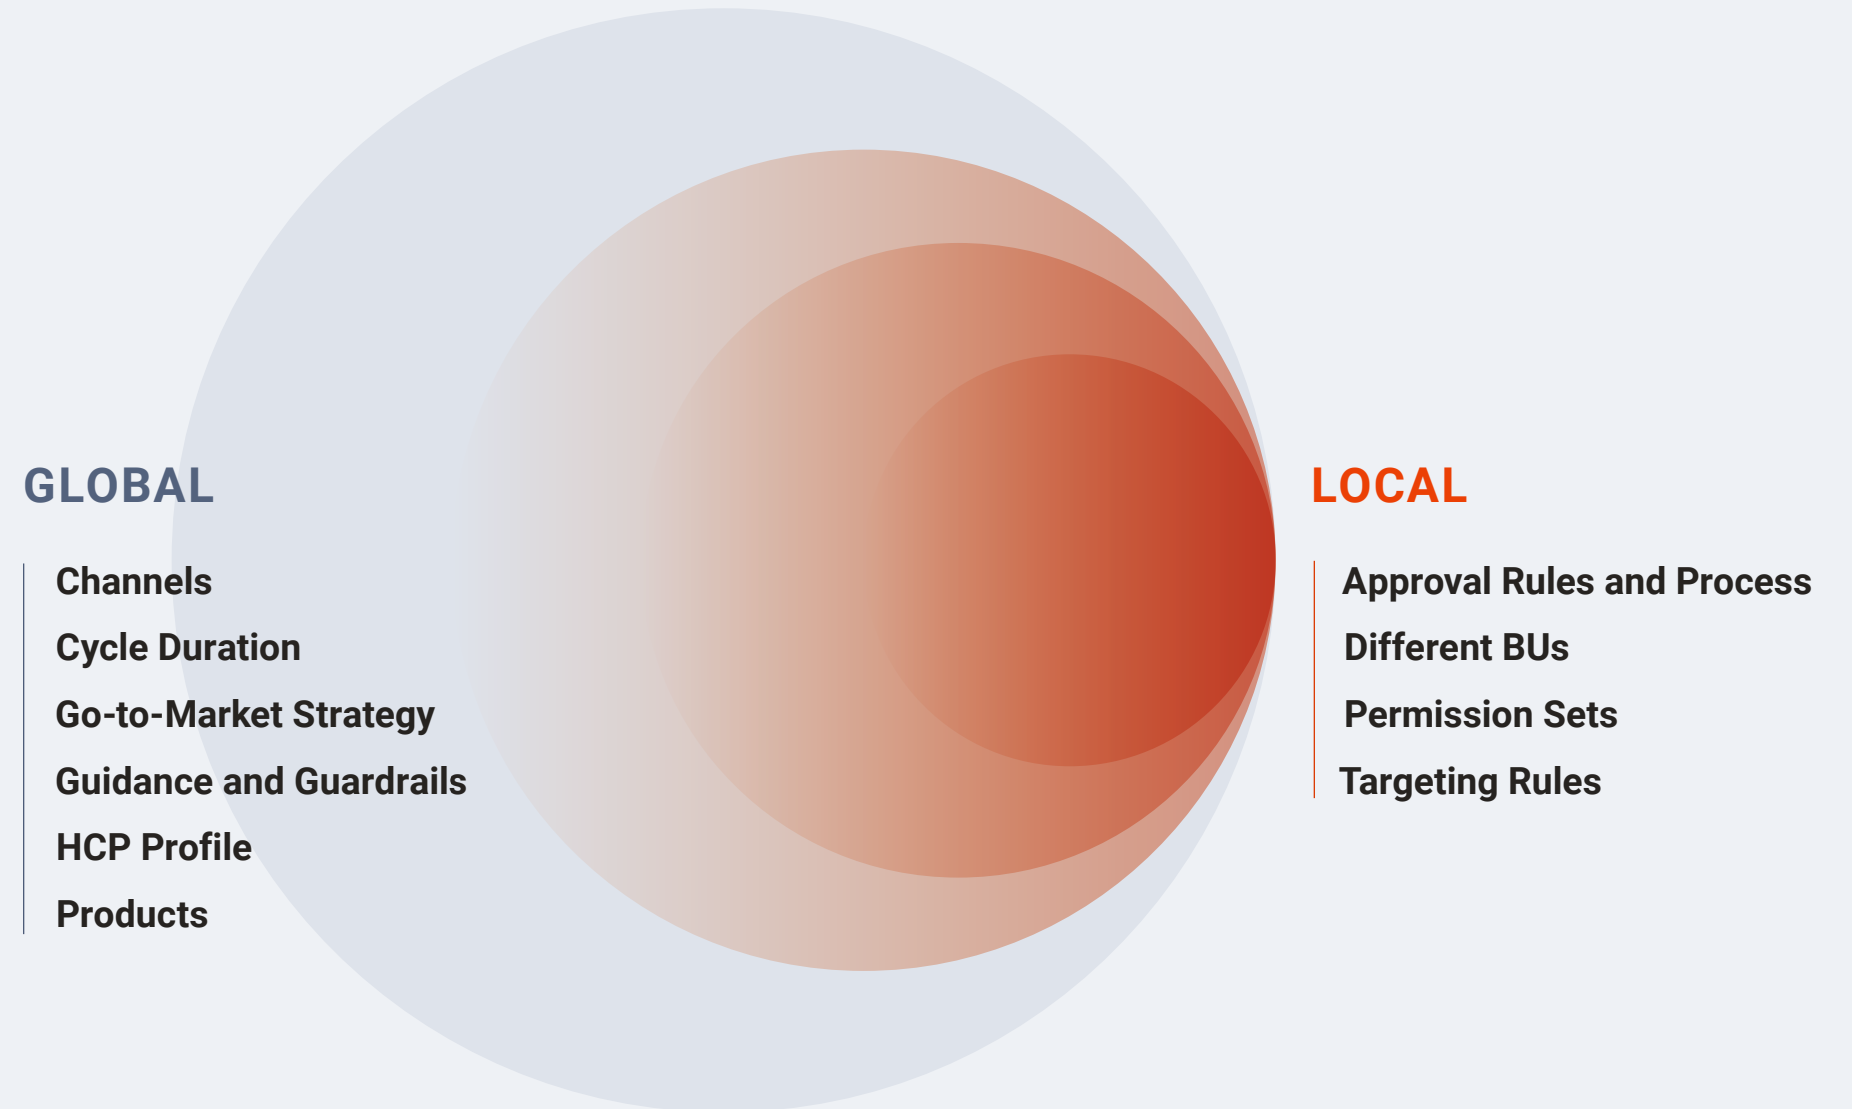 GLOBAL
Channels
Cycle Duration
Go-to-Market Strategy
Guidance and Guardrails
HCP Profile
Products
LOCAL
Approval Rules and Process
Different BUs
Permission Sets
Targeting Rules